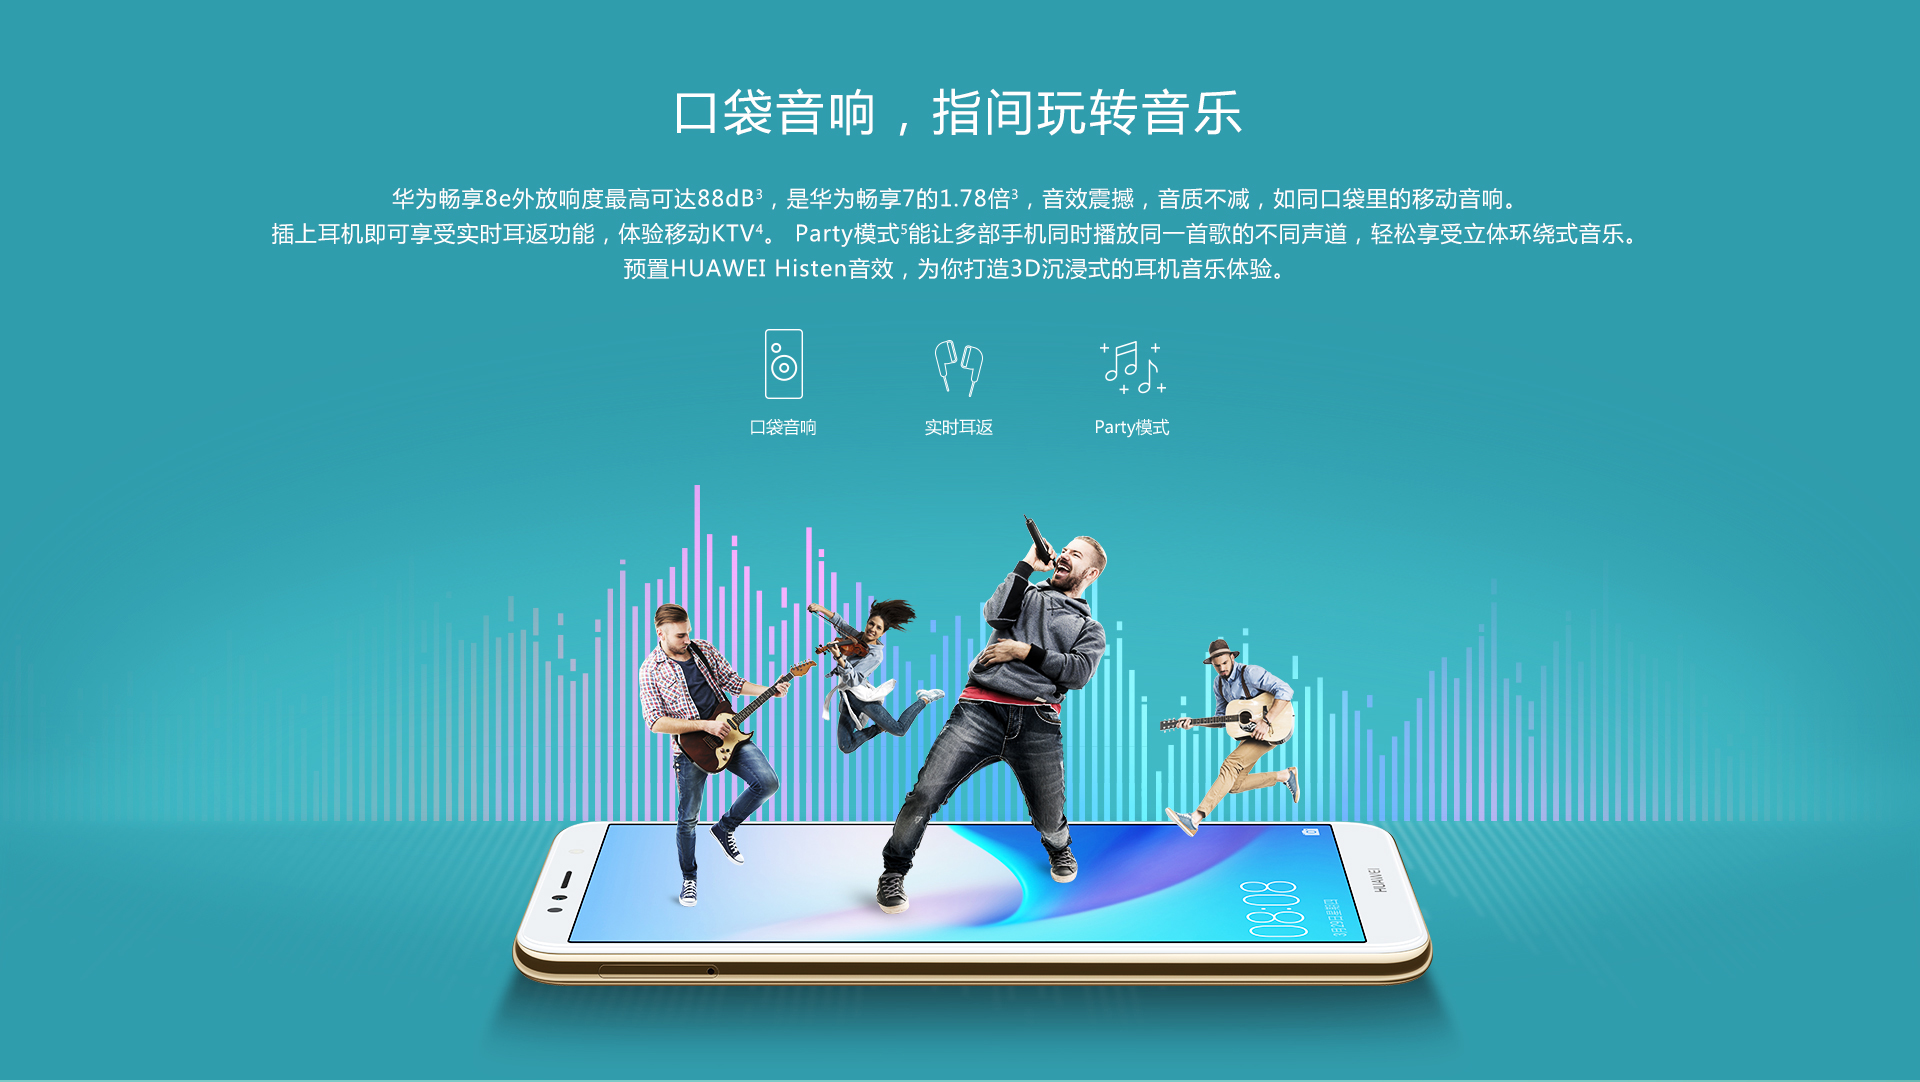 口袋音响，指间玩转音乐
华为畅享8e外放响度最高可达88dB³，是华为畅享7的1.78倍³，音效震撼，音质不减，如同口袋里的移动音响。
插上耳机即可享受实时耳返功能，体验移动KTV⁴。 Party模式⁵能让多部手机同时播放同一首歌的不同声道，轻松享受立体环绕式音乐。
预置HUAWEI Histen音效，为你打造3D沉浸式的耳机音乐体验。
口袋音响
实时耳返
Party模式
08:08
HUAWEI